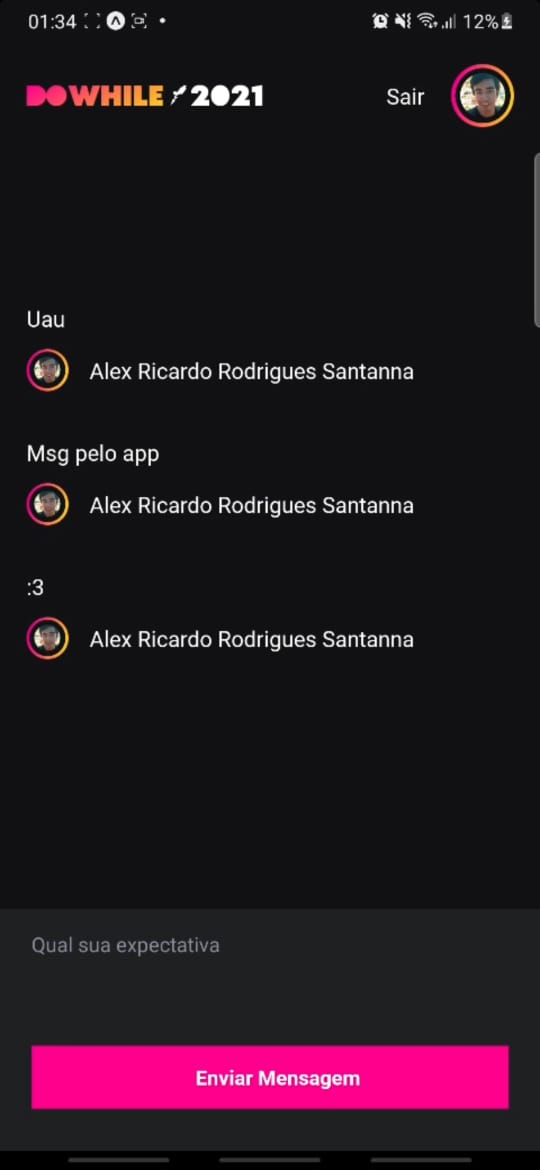 01:34 12%
DOWHILE 2021
Sair
Uau
Alex Ricardo Rodrigues Santanna
Msg pelo app
Alex Ricardo Rodrigues Santanna
:3
Alex Ricardo Rodrigues Santanna
Qual sua expectativa
Enviar Mensagem